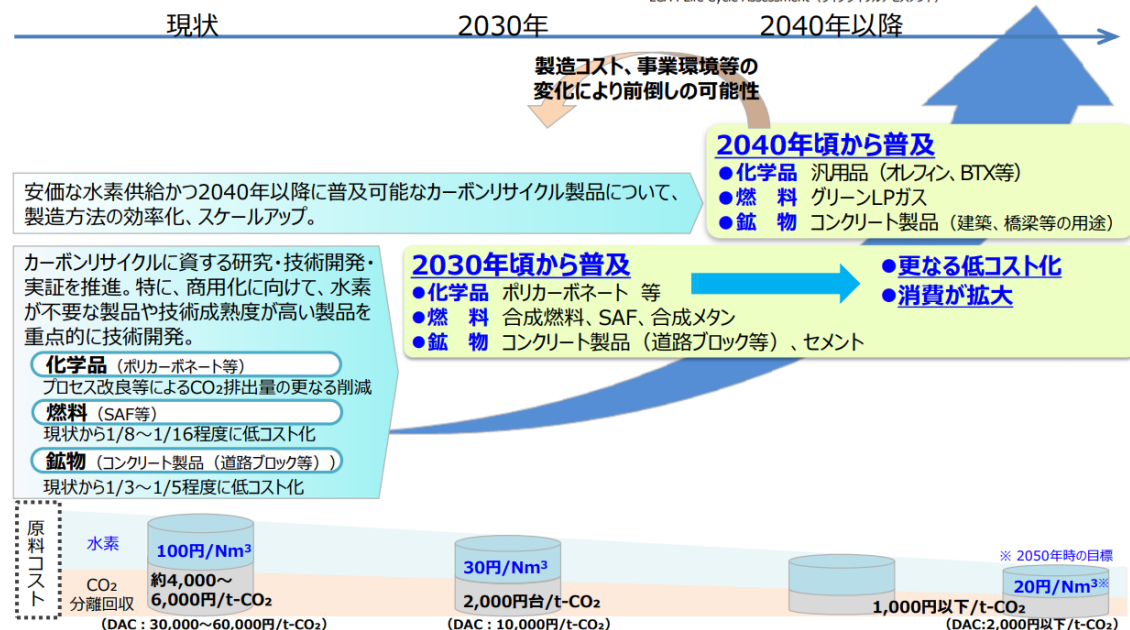 LCA : Life Cycle Assessment（ライフサイクルアセスメント）
現状
2030年
2040年以降
製造コスト、事業環境等の
変化により前倒しの可能性
2040年頃から普及
●化学品 汎用品（オレフィン、BTX等）
●燃 料 グリーンLPガス
●鉱 物 コンクリート製品（建築、橋梁等の用途）
安価な水素供給かつ2040年以降に普及可能なカーボンリサイクル製品について、
製造方法の効率化、スケールアップ。
カーボンリサイクルに資する研究・技術開発・
実証を推進。特に、商用化に向けて、水素
が不要な製品や技術成熟度が高い製品を
重点的に技術開発。
化学品（ポリカーボネート等）
プロセス改良等によるCO₂排出量の更なる削減
燃料（SAF等）
現状から1/8～1/16程度に低コスト化
鉱物（コンクリート製品（道路ブロック等））
現状から1/3～1/5程度に低コスト化
2030年頃から普及
●化学品 ポリカーボネート 等
●燃 料 合成燃料、SAF、合成メタン
●鉱 物 コンクリート製品（道路ブロック等）、セメント
●更なる低コスト化
●消費が拡大
原料コスト
水素
100円/Nm³
30円/Nm³
※ 2050年時の目標
20円/Nm³※
CO₂
分離回収
約4,000～
6,000円/t-CO₂
2,000円台/t-CO₂
1,000円以下/t-CO₂
（DAC：30,000～60,000円/t-CO₂）
（DAC：10,000円/t-CO₂）
（DAC:2,000円以下/t-CO₂）